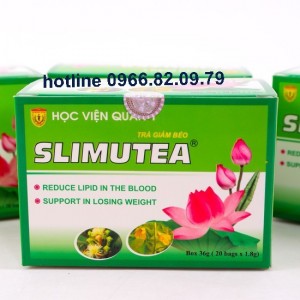 hotline 0966.82.09.79
HỌC VIỆN QUÂN Y
TRÀ GIẢM BÉO
SLIMUTEA®
REDUCE LIPID IN THE BLOOD
SUPPORT IN LOSING WEIGHT
Box 36g ( 20 bags x 1.8g)